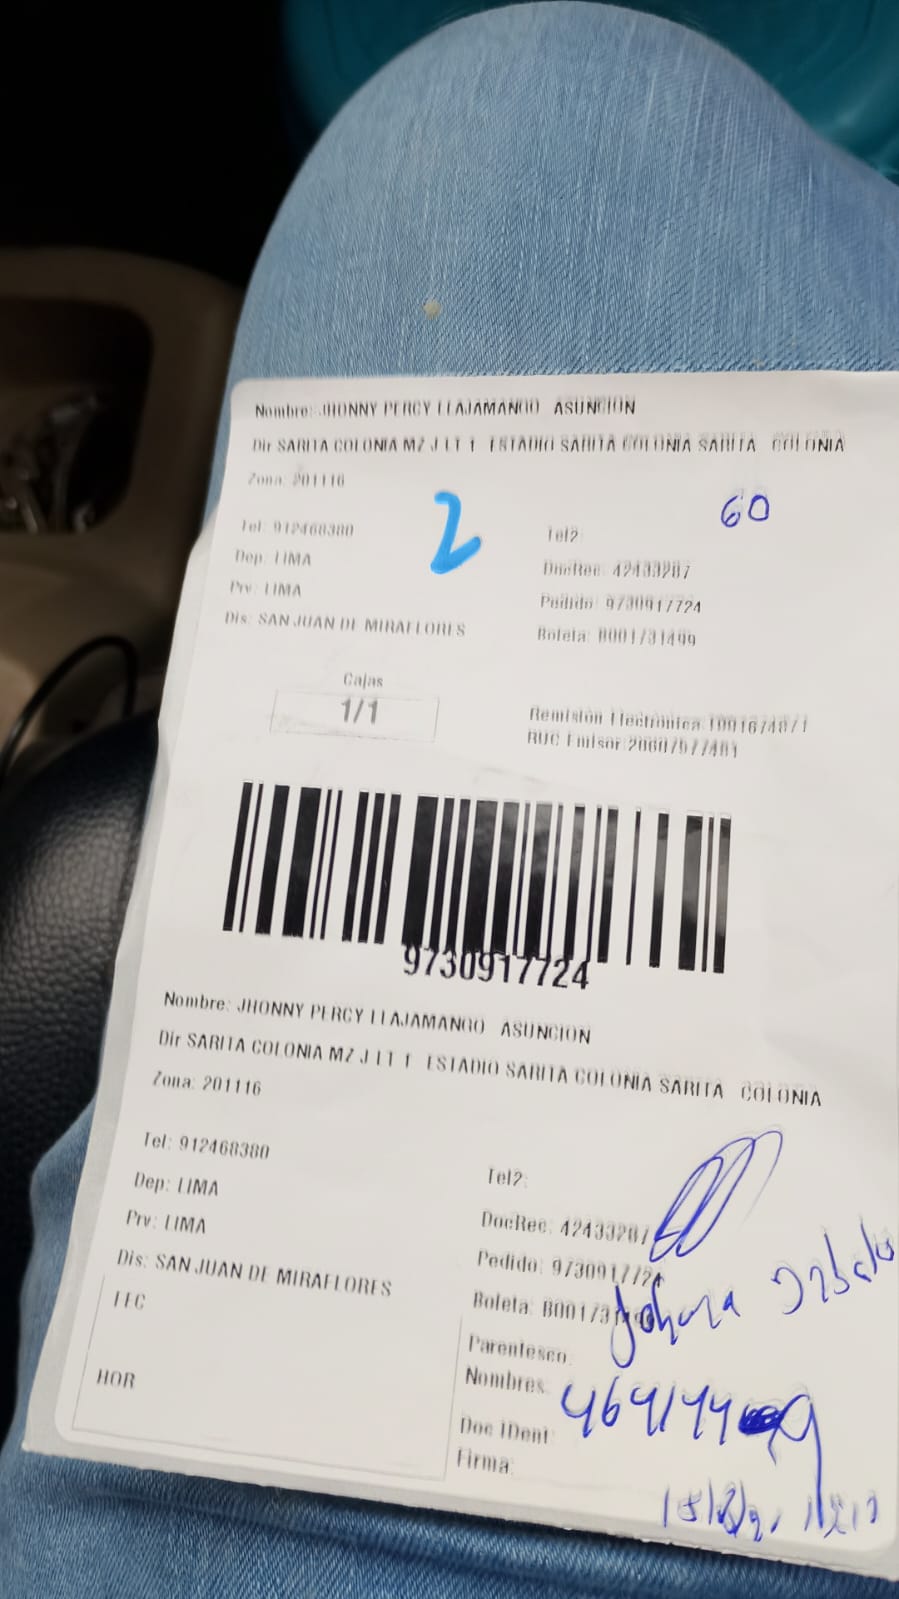 Nombre: JHONNY PERCY LLAJAMANGO ASUNCION
Dir SARITA COLONIA MZ J LT 1 ESTADIO SARITA COLONIA SARITA COLONIA
Zona: 201116
2
60
Tel: 912468380
Tel2:
Dep: LIMA
DocRec: 42433287
Prv: LIMA
Pedido: 9730917724
Dis: SAN JUAN DE MIRAFLORES
Boleta: B001731499
Cajas
1/1
Remisión Electrónica:
RUC Emisor:20607577481
9730917724
Nombre: JHONNY PERCY LLAJAMANGO ASUNCION
Dir SARITA COLONIA MZ J LT 1 ESTADIO SARITA COLONIA SARITA COLONIA
Zona: 201116
Tel: 912468380
Tel2:
Dep: LIMA
DocRec: 42433287
Prv: LIMA
Pedido: 9730917724
Dis: SAN JUAN DE MIRAFLORES
Boleta:
FEC
Parentesco:
Nombres:
HOR
Doc IDent:
Firma: